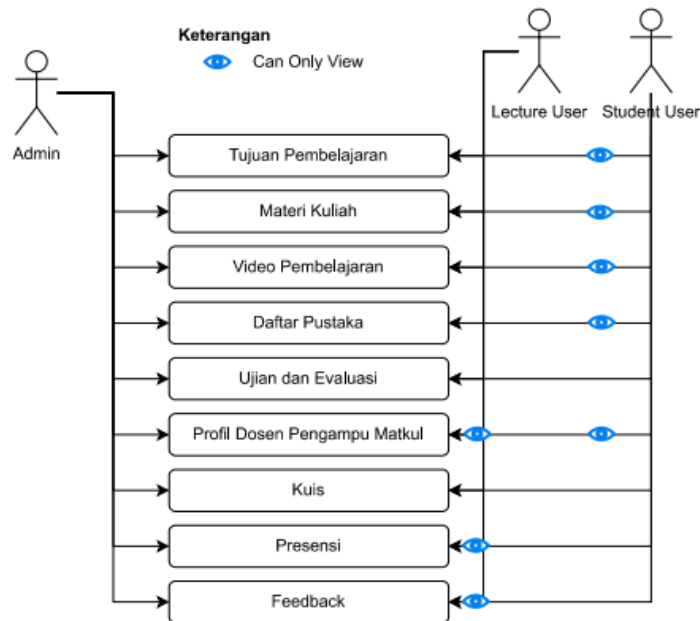 Keterangan
Can Only View
Admin
Lecture User
Student User
Tujuan Pembelajaran
Materi Kuliah
Video Pembelajaran
Daftar Pustaka
Ujian dan Evaluasi
Profil Dosen Pengampu Matkul
Kuis
Presensi
Feedback